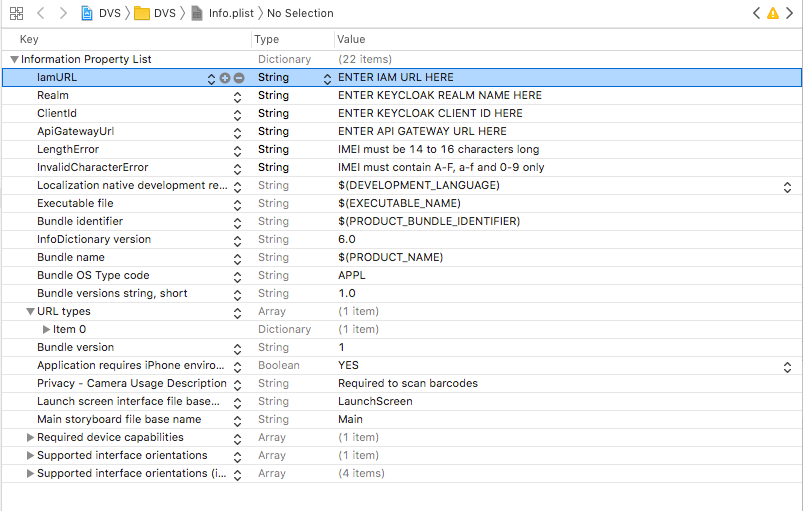 DVS DVS Info.plist No Selection
Key Type Value
Information Property List Dictionary (22 items)
IamURL String ENTER IAM URL HERE
Realm String ENTER KEYCLOAK REALM NAME HERE
ClientId String ENTER KEYCLOAK CLIENT ID HERE
ApiGatewayUrl String ENTER API GATEWAY URL HERE
LengthError String IMEI must be 14 to 16 characters long
InvalidCharacterError String IMEI must contain A-F, a-f and 0-9 only
Localization native development re... String $(DEVELOPMENT_LANGUAGE)
Executable file String $(EXECUTABLE_NAME)
Bundle identifier String $(PRODUCT_BUNDLE_IDENTIFIER)
InfoDictionary version String 6.0
Bundle name String $(PRODUCT_NAME)
Bundle OS Type code String APPL
Bundle versions string, short String 1.0
URL types Array (1 item)
Item 0 Dictionary (1 item)
Bundle version String 1
Application requires iPhone enviro... Boolean YES
Privacy - Camera Usage Description String Required to scan barcodes
Launch screen interface file base... String LaunchScreen
Main storyboard file base name String Main
Required device capabilities Array (1 item)
Supported interface orientations Array (1 item)
Supported interface orientations (i... Array (4 items)